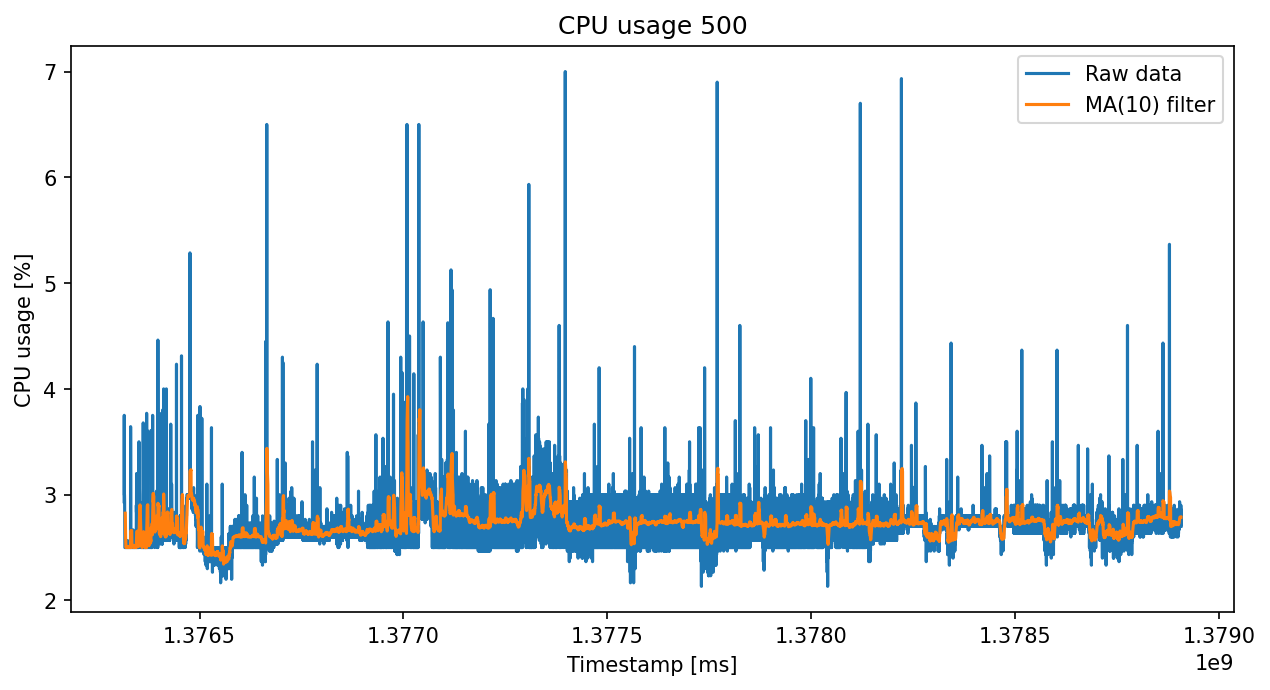 CPU usage 500
Raw data
MA(10) filter
CPU usage [%]
7
6
5
4
3
2
1.3765 1.3770 1.3775 1.3780 1.3785 1.3790
1e9
Timestamp [ms]